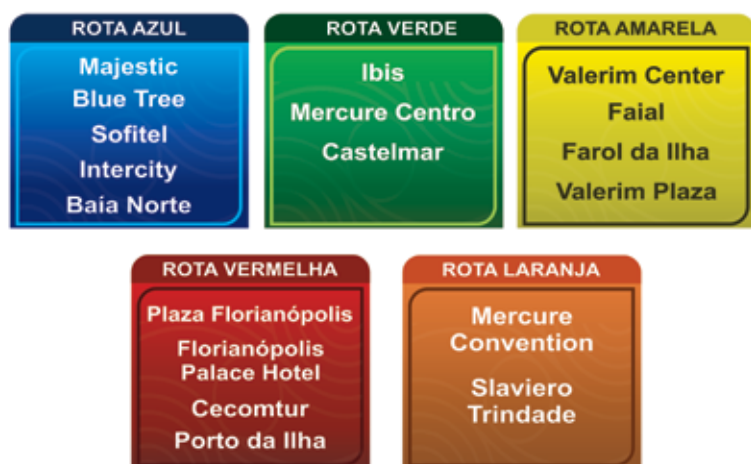 ROTA AZUL
Majestic
Blue Tree
Sofitel
Intercity
Baía Norte
ROTA VERDE
Ibis
Mercure Centro
Castelmar
ROTA AMARELA
Valerim Center
Faial
Farol da Ilha
Valerim Plaza
ROTA VERMELHA
Plaza Florianópolis
Florianópolis
Palace Hotel
Cecomtur
Porto da Ilha
ROTA LARANJA
Mercure
Convention
Slaviero
Trindade